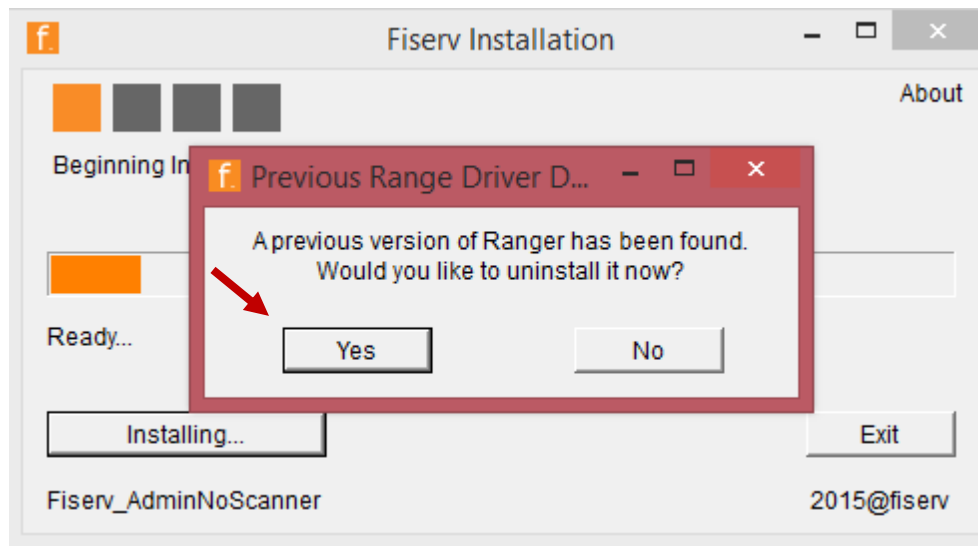 f.
Fiserv Installation
About
Beginning In
f.
Previous Range Driver D...
A previous version of Ranger has been found.
Would you like to uninstall it now?
Yes
No
Ready...
Installing...
Exit
Fiserv_AdminNoScanner
2015@fiserv